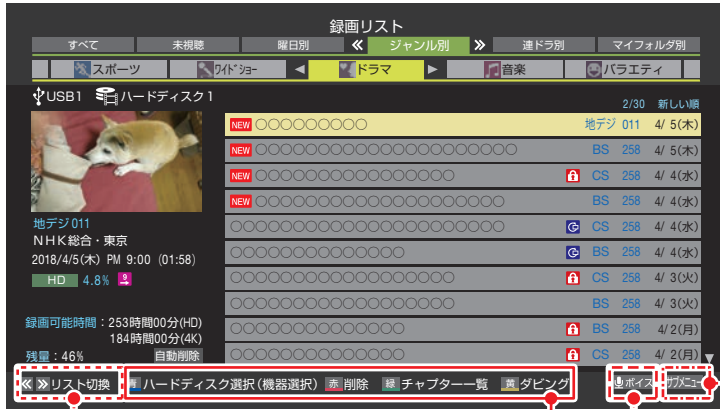 録画リスト
すべて 未視聴 曜日別 ≪ ジャンル別 ≫ 連ドラ別 マイフォルダ別
スポーツ ワイドショー ◀ ドラマ ▶ 音楽 バラエティ
USB1 ハードディスク1
2/30 新しい順
NEW ○○○○○○○○○ 地デジ 011 4/ 5(木)
NEW ○○○○○○○○○○○○○○○○○○○○○ BS 258 4/ 5(木)
NEW ○○○○○○○○○○○○○○○○ CS 258 4/ 4(水)
NEW ○○○○○○○○○○○○○○○○○○○○ BS 258 4/ 4(水)
○○○○○○○○○○○○○○○○○○○○○○ CS 258 4/ 4(水)
○○○○○○○○○○○○○○ BS 258 4/ 4(水)
○○○○○○○○○○○○○○○○○○ CS 258 4/ 3(火)
○○○○○○○○○○○○○○○○○○ BS 258 4/ 3(火)
○○○○○○○○○○○○○○ BS 258 4/ 2(月)
○○○○○○○○○○○○○○ CS 258 4/ 2(月)
地デジ011
NHK総合・東京
2018/4/5(木) PM 9:00 (01:58)
HD 4.8%
録画可能時間：253時間00分(HD)
184時間00分(4K)
残量：46% 自動削除
≪ ≫ リスト切換 青 ハードディスク選択(機器選択) 赤 削除 緑 チャプター一覧 黄 ダビング ボイス サブメニュー